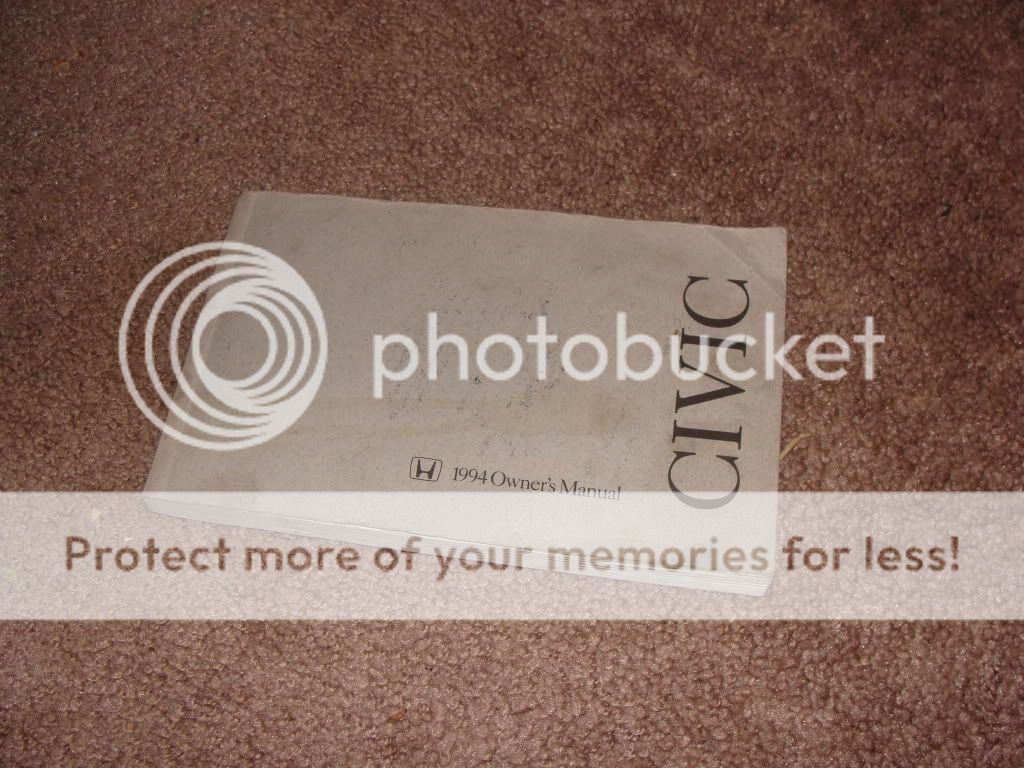 photobucket
CIVIC
1994 Owner's Manual
Protect more of your memories for less!